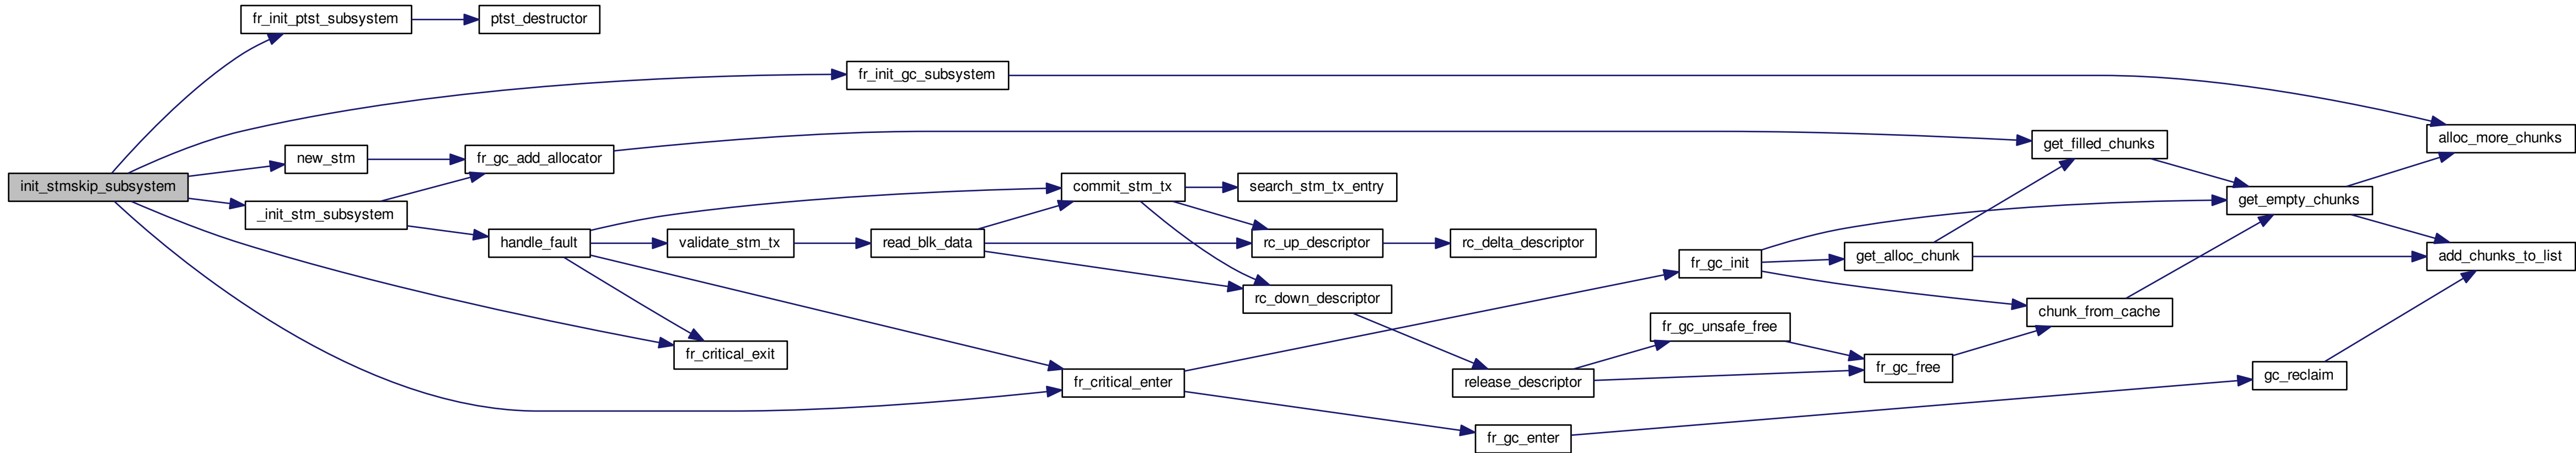 init_stmskip_subsystem
fr_init_ptst_subsystem
ptst_destructor
fr_init_gc_subsystem
new_stm
fr_gc_add_allocator
_init_stm_subsystem
handle_fault
validate_stm_tx
read_blk_data
commit_stm_tx
search_stm_tx_entry
rc_up_descriptor
rc_delta_descriptor
rc_down_descriptor
fr_critical_exit
fr_critical_enter
release_descriptor
fr_gc_enter
fr_gc_init
fr_gc_unsafe_free
get_alloc_chunk
fr_gc_free
get_filled_chunks
chunk_from_cache
get_empty_chunks
gc_reclaim
alloc_more_chunks
add_chunks_to_list